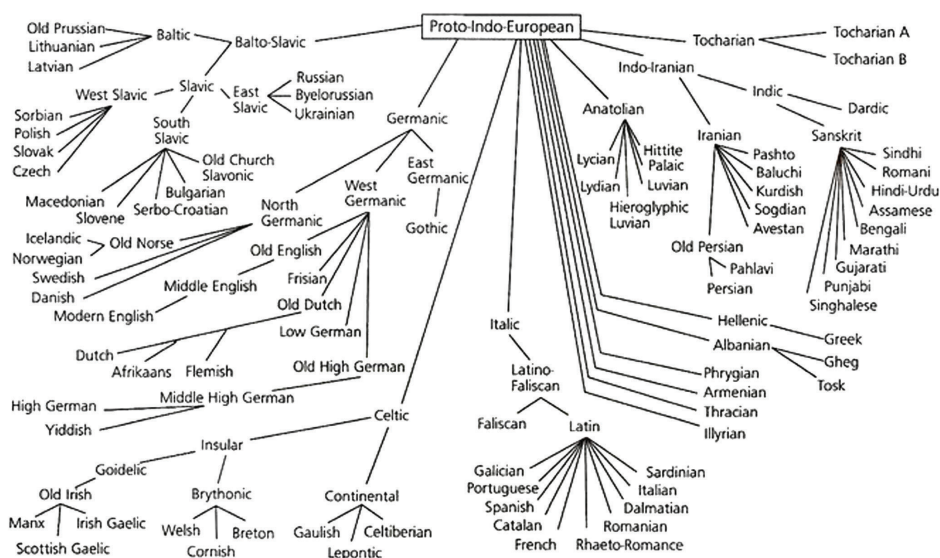 Proto-Indo-European
Old Prussian
Lithuanian
Latvian
Baltic
Balto-Slavic
Slavic
West Slavic
Sorbian
Polish
Slovak
Czech
East
Slavic
Russian
Byelorussian
Ukrainian
South
Slavic
Old Church
Slavonic
Bulgarian
Serbo-Croatian
Macedonian
Slovene
Germanic
North
Germanic
Old Norse
Icelandic
Norwegian
Swedish
Danish
West
Germanic
Old English
Middle English
Modern English
Frisian
Old Dutch
Dutch
Afrikaans
Flemish
Low German
Old High German
Middle High German
High German
Yiddish
East
Germanic
Gothic
Celtic
Insular
Goidelic
Old Irish
Manx
Irish Gaelic
Scottish Gaelic
Brythonic
Welsh
Breton
Cornish
Continental
Gaulish
Celtiberian
Lepontic
Italic
Latino-
Faliscan
Faliscan
Latin
Galician
Portuguese
Spanish
Catalan
French
Rhaeto-Romance
Romanian
Dalmatian
Italian
Sardinian
Anatolian
Lycian
Lydian
Hieroglyphic
Luvian
Hittite
Palaic
Luvian
Indo-Iranian
Iranian
Pashto
Baluchi
Kurdish
Sogdian
Avestan
Old Persian
Pahlavi
Persian
Indic
Dardic
Sanskrit
Sindhi
Romani
Hindi-Urdu
Assamese
Bengali
Marathi
Gujarati
Punjabi
Singhalese
Tocharian
Tocharian A
Tocharian B
Hellenic
Greek
Albanian
Gheg
Tosk
Phrygian
Armenian
Thracian
Illyrian